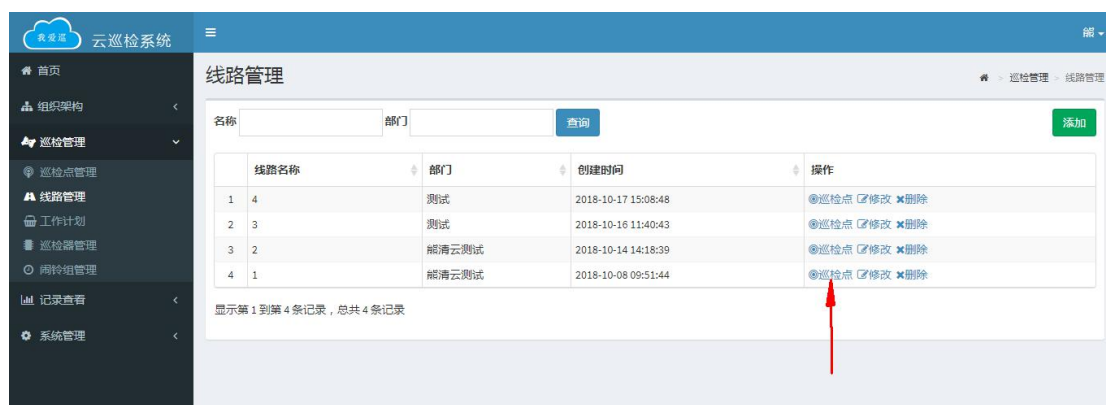 我爱巡 云巡检系统
熊
首页
组织架构
巡检管理
巡检点管理
线路管理
工作计划
巡检器管理
闹铃组管理
记录查看
系统管理
线路管理
> 巡检管理 > 线路管理
名称 部门 查询 添加
线路名称 部门 创建时间 操作
1 4 测试 2018-10-17 15:08:48 巡检点 修改 删除
2 3 测试 2018-10-16 11:40:43 巡检点 修改 删除
3 2 熊清云测试 2018-10-14 14:18:39 巡检点 修改 删除
4 1 熊清云测试 2018-10-08 09:51:44 巡检点 修改 删除
显示第 1 到第 4 条记录，总共 4 条记录